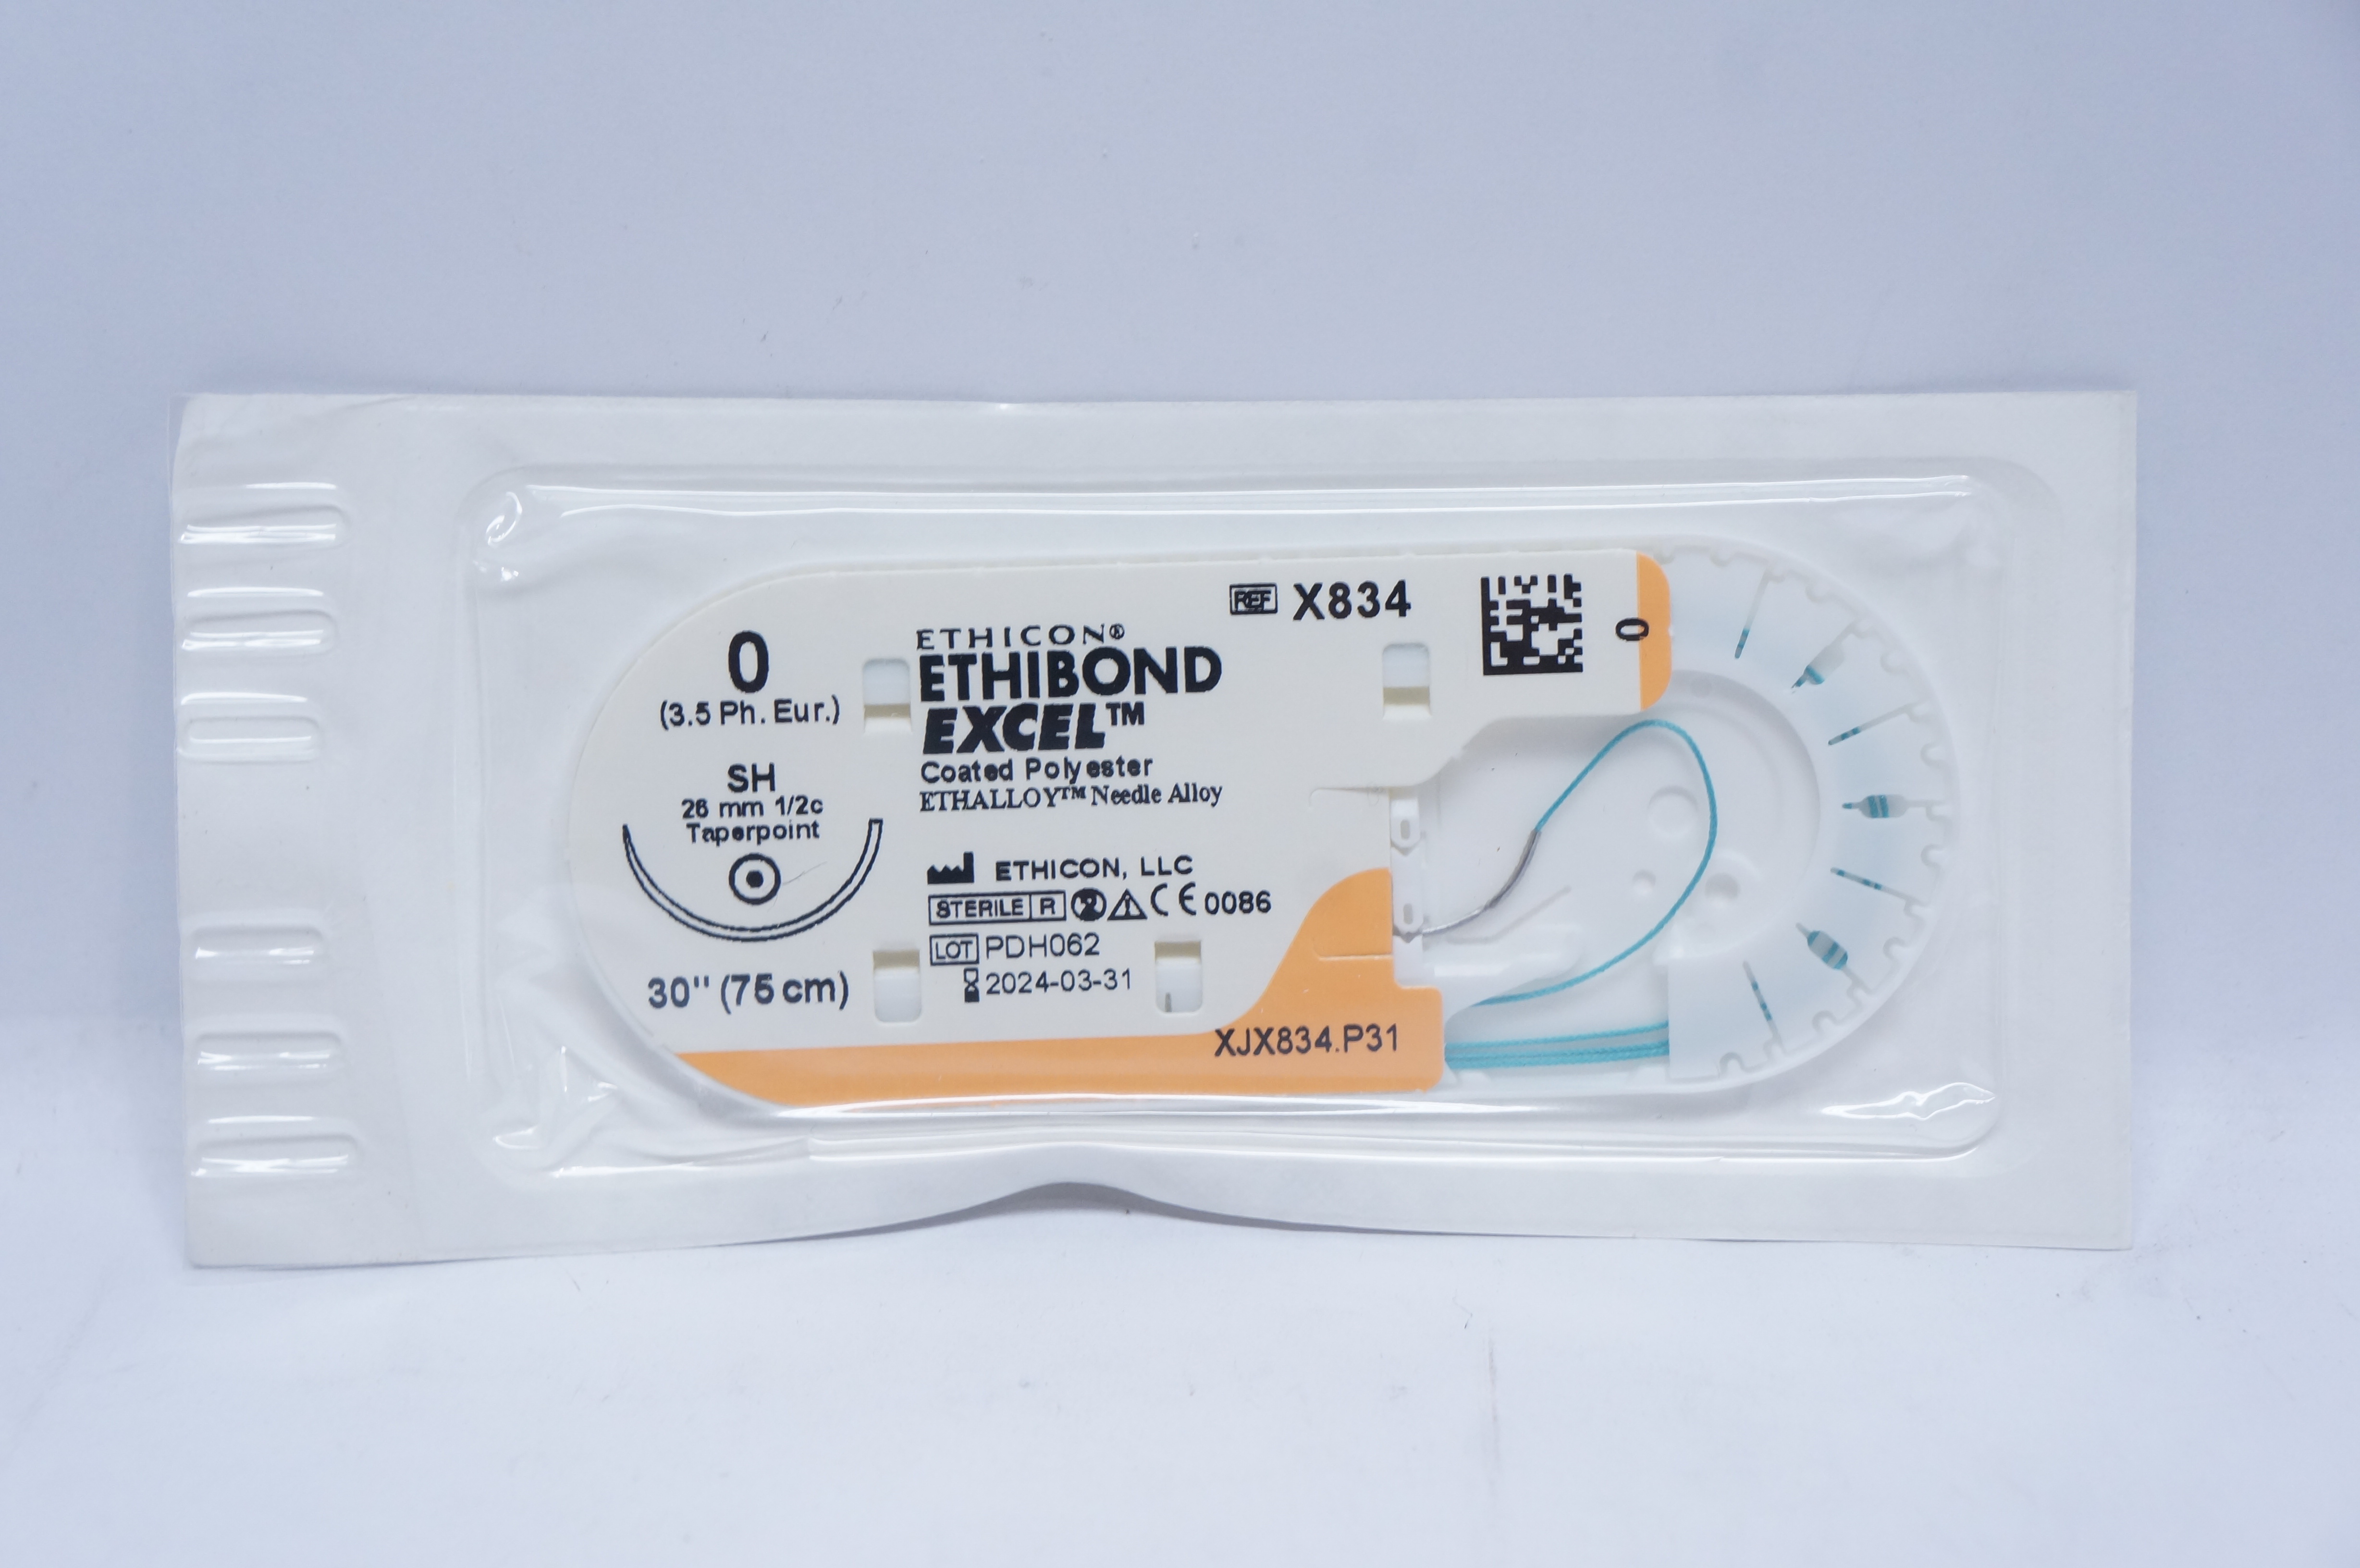 0
(3.5 Ph. Eur.)
SH
26 mm 1/2c
Taperpoint
30" (75 cm)
ETHICON®
ETHIBOND
EXCEL™
Coated Polyester
ETHALLOY™ Needle Alloy
ETHICON, LLC
STERILE R 2 CE 0086
LOT PDH062
2024-03-31
REF X834
0
XJX834.P31